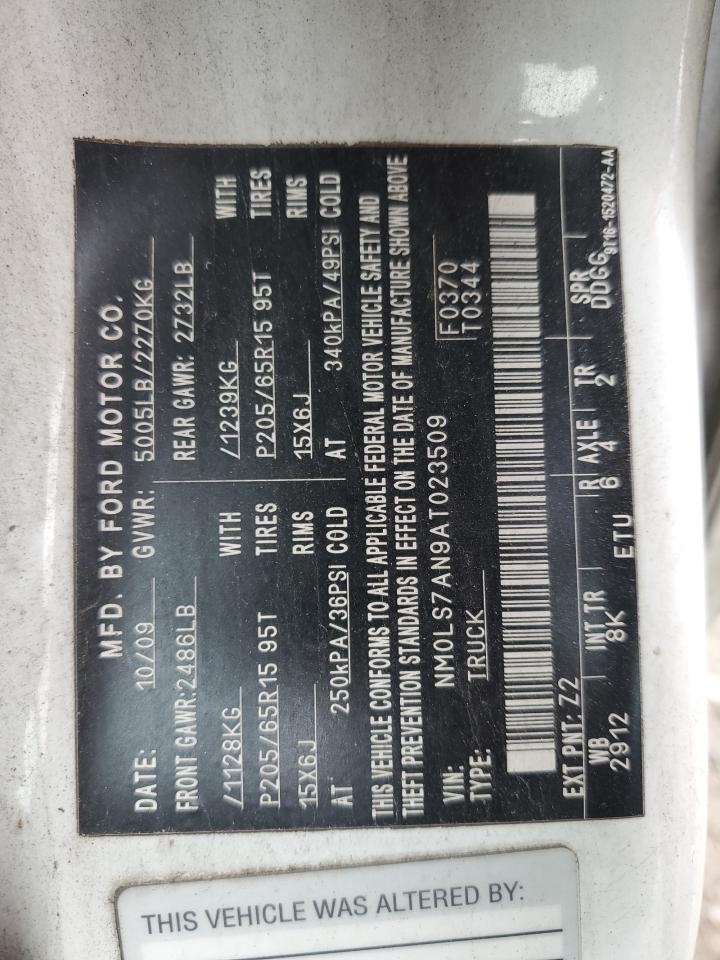 MFD. BY FORD MOTOR CO.
DATE: 10/09 GVWR: 5005LB/2270KG
FRONT GAWR:2486LB REAR GAWR: 2732LB
/1128KG WITH /1239KG WITH
P205/65R15 95T TIRES P205/65R15 95T TIRES
15X6J RIMS 15X6J RIMS
AT 250kPA/36PSI COLD AT 340kPA/49PSI COLD
THIS VEHICLE CONFORMS TO ALL APPLICABLE FEDERAL MOTOR VEHICLE SAFETY AND
THEFT PREVENTION STANDARDS IN EFFECT ON THE DATE OF MANUFACTURE SHOWN ABOVE
VIN: NM0LS7AN9AT023509 F0370
TYPE: TRUCK T0344
EXT PNT: Z2
WB INT TR R AXLE TR SPR
2912 8K 6 4 2 DDGG
ETU 9T16-1520472-AA
THIS VEHICLE WAS ALTERED BY: